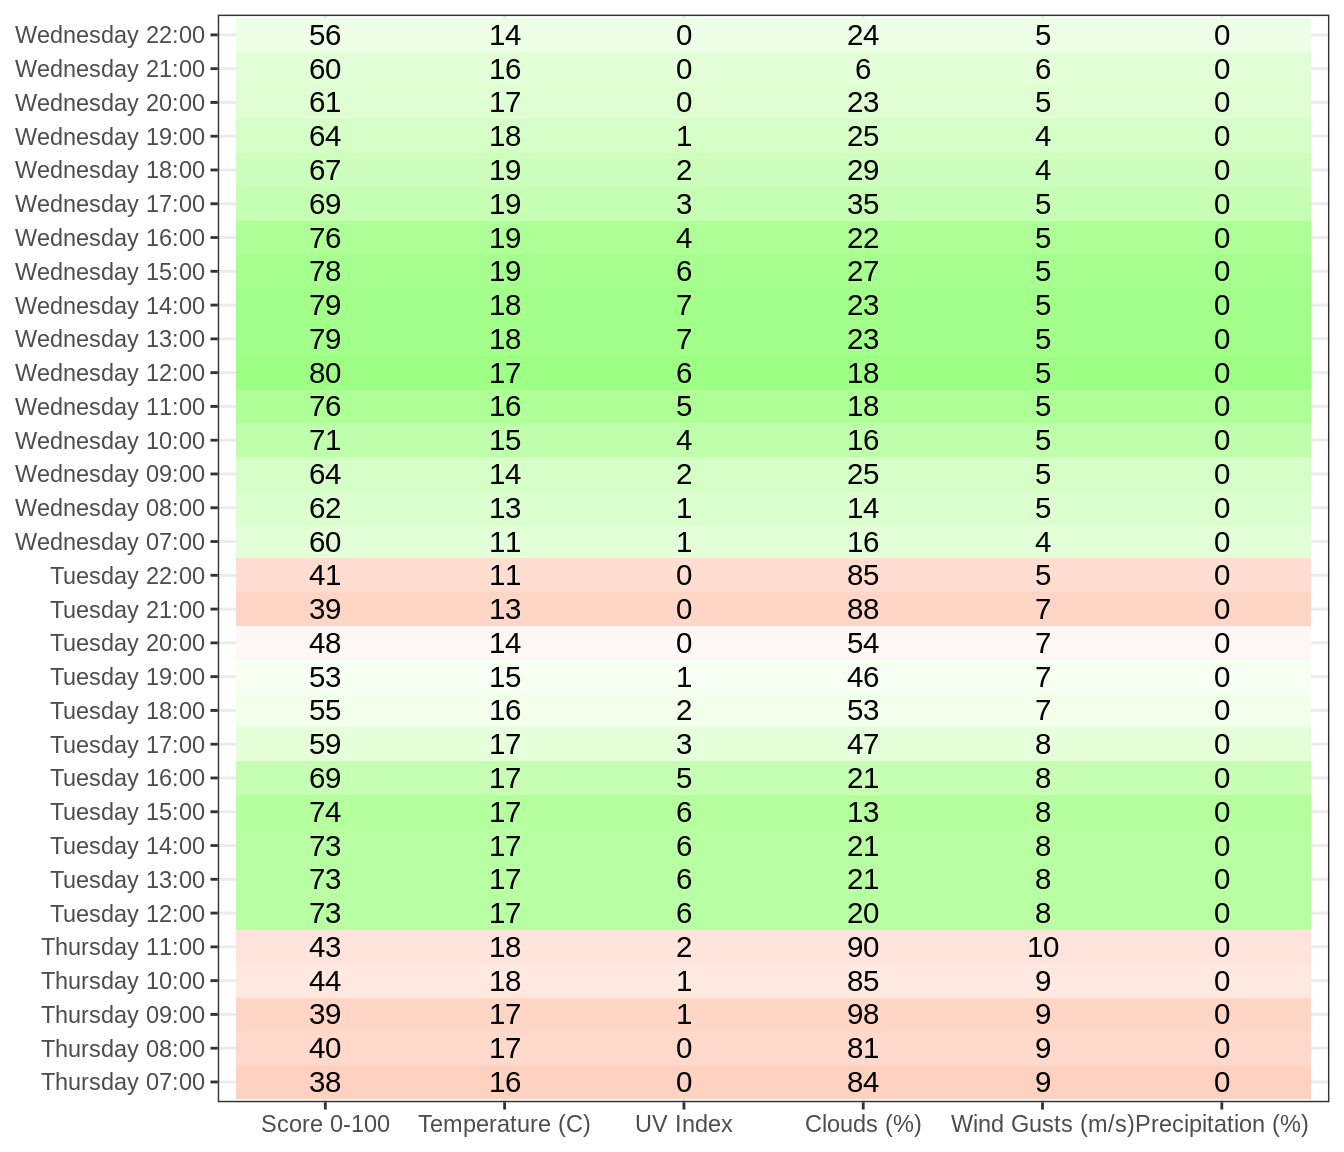 Wednesday 22:00 56 14 0 24 5 0
Wednesday 21:00 60 16 0 6 6 0
Wednesday 20:00 61 17 0 23 5 0
Wednesday 19:00 64 18 1 25 4 0
Wednesday 18:00 67 19 2 29 4 0
Wednesday 17:00 69 19 3 35 5 0
Wednesday 16:00 76 19 4 22 5 0
Wednesday 15:00 78 19 6 27 5 0
Wednesday 14:00 79 18 7 23 5 0
Wednesday 13:00 79 18 7 23 5 0
Wednesday 12:00 80 17 6 18 5 0
Wednesday 11:00 76 16 5 18 5 0
Wednesday 10:00 71 15 4 16 5 0
Wednesday 09:00 64 14 2 25 5 0
Wednesday 08:00 62 13 1 14 5 0
Wednesday 07:00 60 11 1 16 4 0
Tuesday 22:00 41 11 0 85 5 0
Tuesday 21:00 39 13 0 88 7 0
Tuesday 20:00 48 14 0 54 7 0
Tuesday 19:00 53 15 1 46 7 0
Tuesday 18:00 55 16 2 53 7 0
Tuesday 17:00 59 17 3 47 8 0
Tuesday 16:00 69 17 5 21 8 0
Tuesday 15:00 74 17 6 13 8 0
Tuesday 14:00 73 17 6 21 8 0
Tuesday 13:00 73 17 6 21 8 0
Tuesday 12:00 73 17 6 20 8 0
Thursday 11:00 43 18 2 90 10 0
Thursday 10:00 44 18 1 85 9 0
Thursday 09:00 39 17 1 98 9 0
Thursday 08:00 40 17 0 81 9 0
Thursday 07:00 38 16 0 84 9 0
Score 0-100 Temperature (C) UV Index Clouds (%) Wind Gusts (m/s) Precipitation (%)